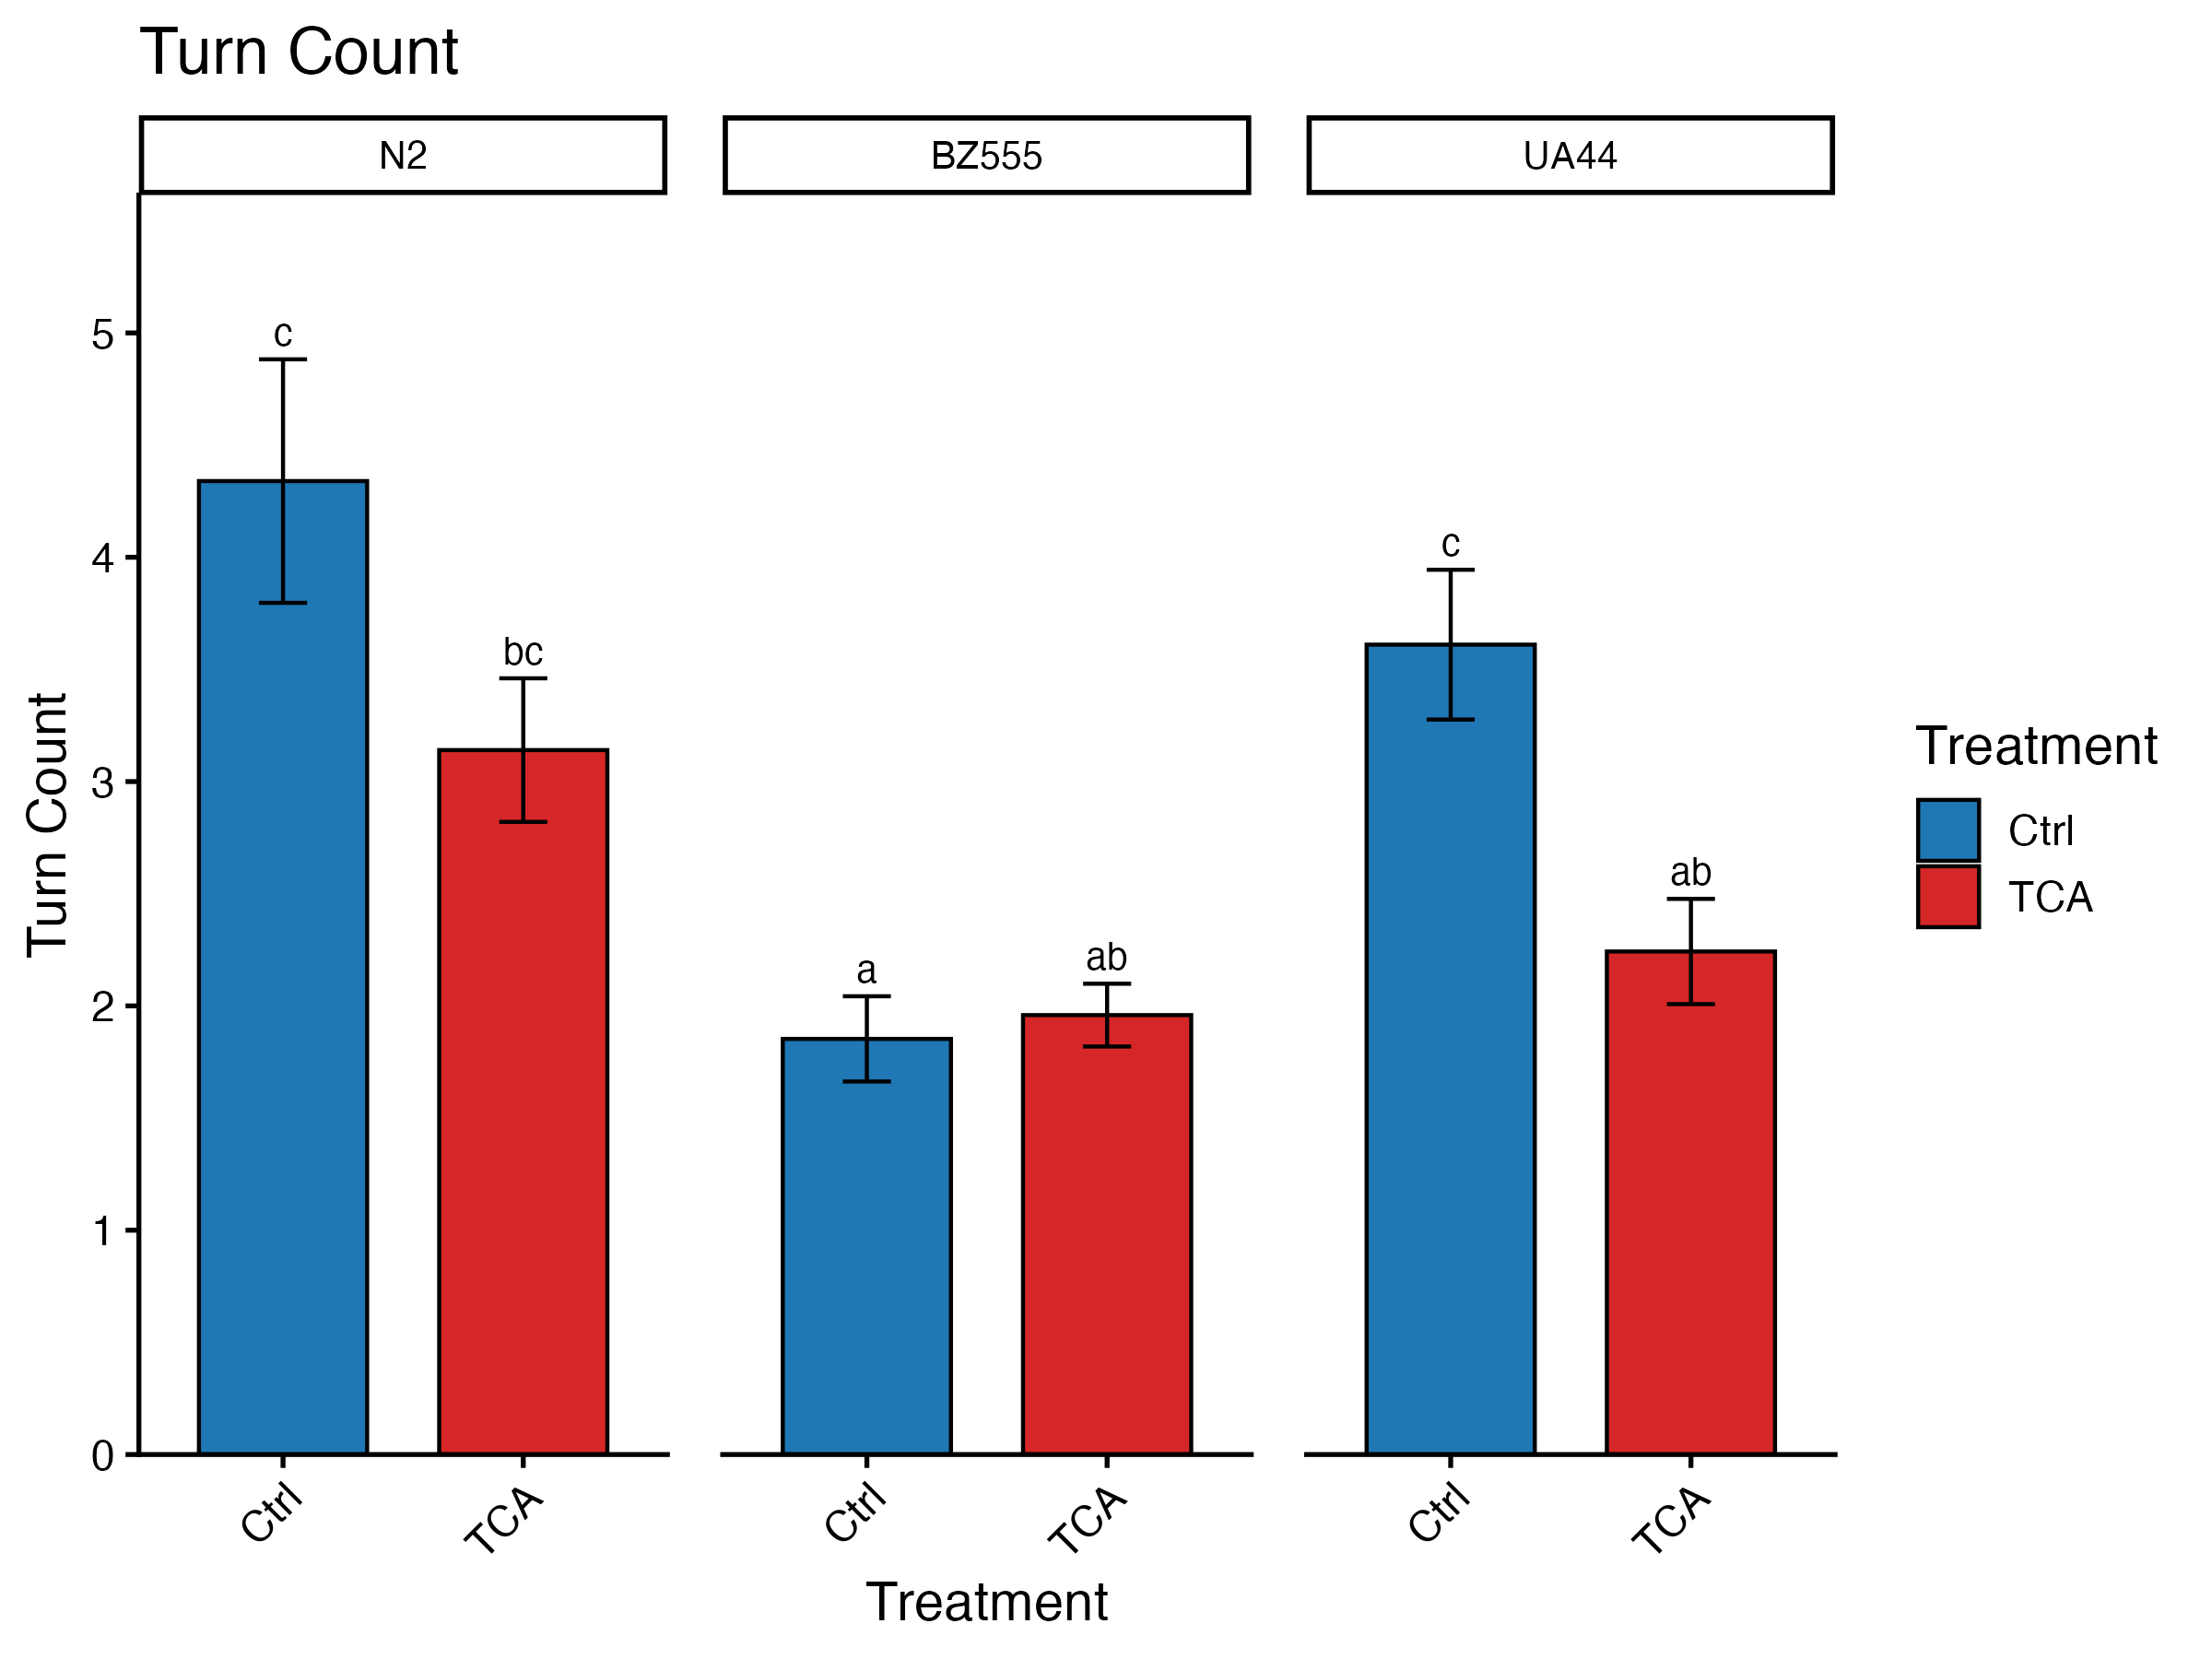 Turn Count
N2
BZ555
UA44
Turn Count
5
4
3
2
1
0
c
bc
a
ab
c
ab
Ctrl
TCA
Ctrl
TCA
Ctrl
TCA
Treatment
Treatment
Ctrl
TCA